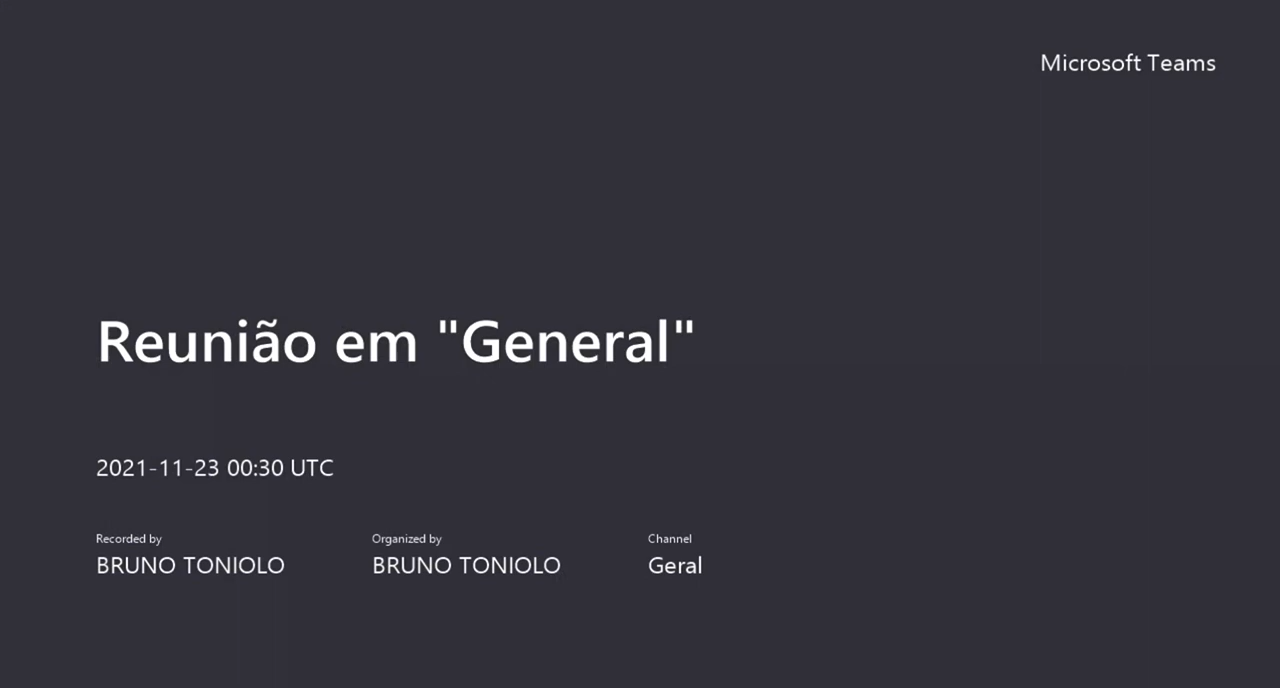 Microsoft Teams
Reunião em "General"
2021-11-23 00:30 UTC
Recorded by
BRUNO TONIOLO
Organized by
BRUNO TONIOLO
Channel
Geral